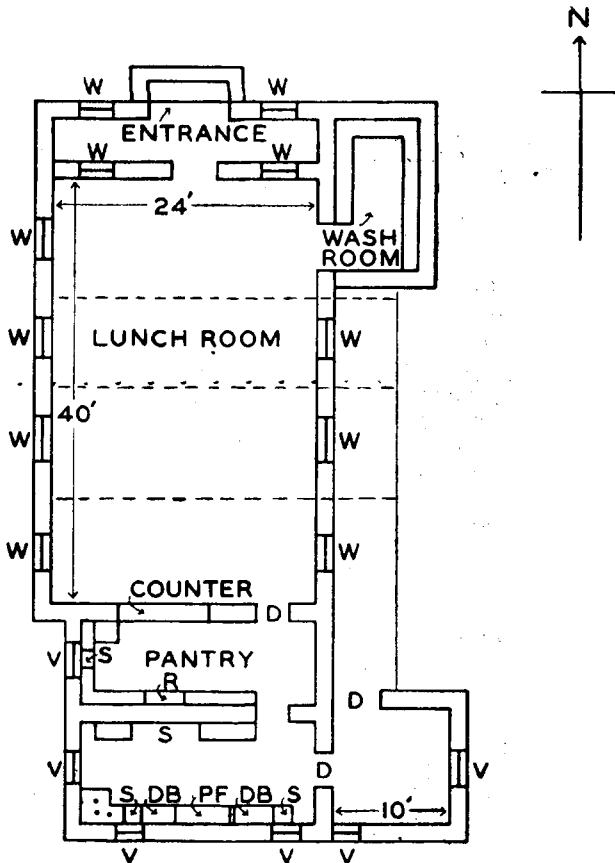 N
W
W
ENTRANCE
W
W
24'
W
WASH
ROOM
W
LUNCH ROOM
W
40'
W
W
W
W
COUNTER
D
V
S
PANTRY
R
D
S
V
D
V
S DB PF DB S
10'
V
V
V